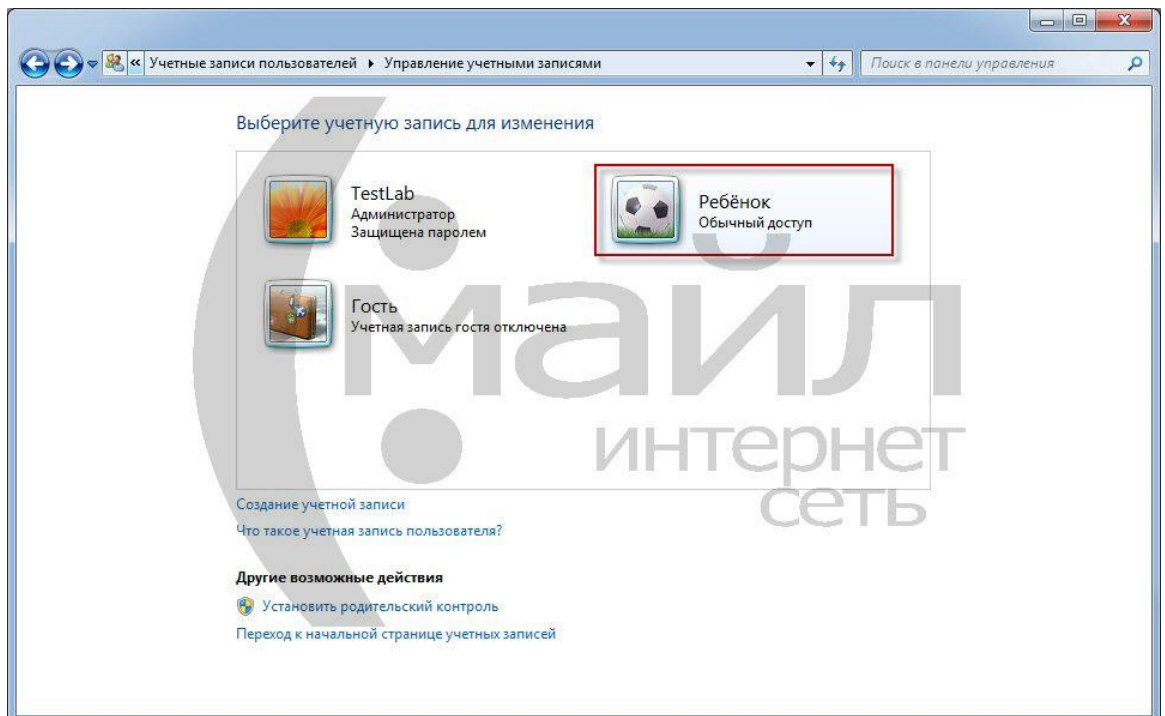 « Учетные записи пользователей Управление учетными записями
Поиск в панели управления
Выберите учетную запись для изменения
TestLab
Администратор
Защищена паролем
Ребёнок
Обычный доступ
Гость
Учетная запись гостя отключена
(:майл
интернет
сеть
Создание учетной записи
Что такое учетная запись пользователя?
Другие возможные действия
Установить родительский контроль
Переход к начальной странице учетных записей